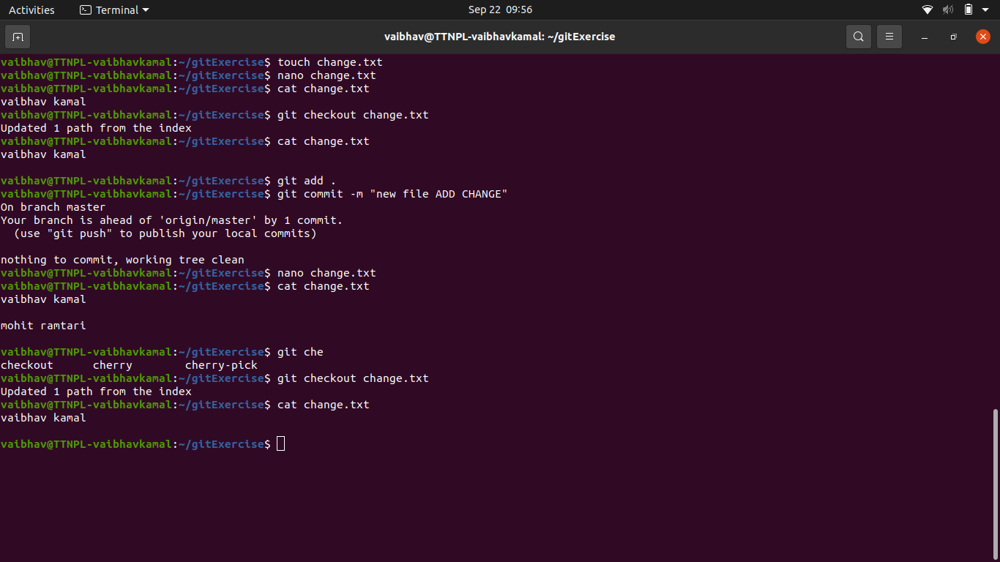 Activities Terminal Sep 22 09:56
vaibhav@TTNPL-vaibhavkamal: ~/gitExercise
vaibhav@TTNPL-vaibhavkamal:~/gitExercise$ touch change.txt
vaibhav@TTNPL-vaibhavkamal:~/gitExercise$ nano change.txt
vaibhav@TTNPL-vaibhavkamal:~/gitExercise$ cat change.txt
vaibhav kamal
vaibhav@TTNPL-vaibhavkamal:~/gitExercise$ git checkout change.txt
Updated 1 path from the index
vaibhav@TTNPL-vaibhavkamal:~/gitExercise$ cat change.txt
vaibhav kamal

vaibhav@TTNPL-vaibhavkamal:~/gitExercise$ git add .
vaibhav@TTNPL-vaibhavkamal:~/gitExercise$ git commit -m "new file ADD CHANGE"
On branch master
Your branch is ahead of 'origin/master' by 1 commit.
  (use "git push" to publish your local commits)

nothing to commit, working tree clean
vaibhav@TTNPL-vaibhavkamal:~/gitExercise$ nano change.txt
vaibhav@TTNPL-vaibhavkamal:~/gitExercise$ cat change.txt
vaibhav kamal

mohit ramtari

vaibhav@TTNPL-vaibhavkamal:~/gitExercise$ git che
checkout      cherry        cherry-pick
vaibhav@TTNPL-vaibhavkamal:~/gitExercise$ git checkout change.txt
Updated 1 path from the index
vaibhav@TTNPL-vaibhavkamal:~/gitExercise$ cat change.txt
vaibhav kamal

vaibhav@TTNPL-vaibhavkamal:~/gitExercise$